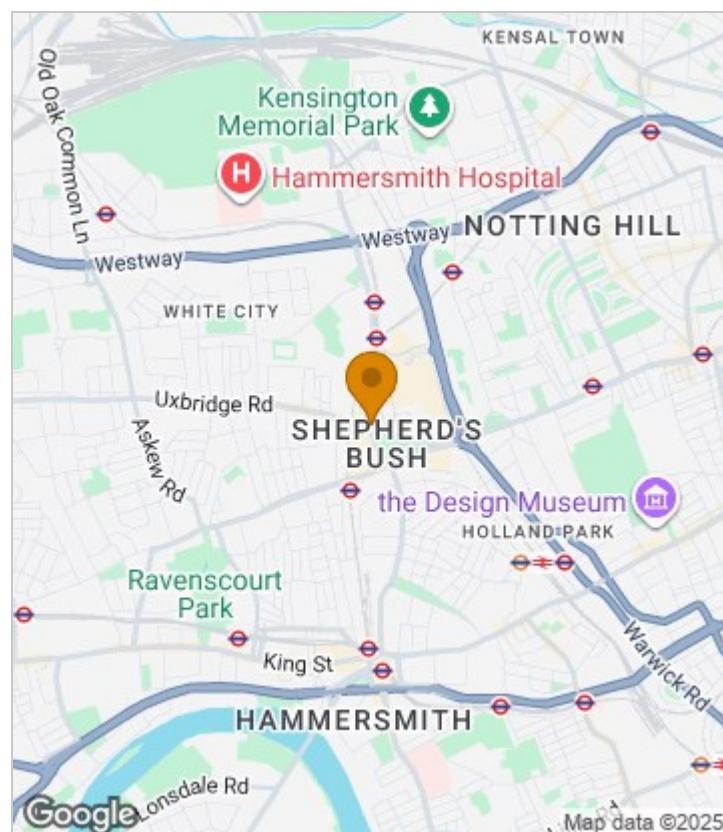 KENSAL TOWN
Old Oak Common Ln
Kensington
Memorial Park
H
Hammersmith Hospital
Westway
NOTTING HILL
Westway
WHITE CITY
Uxbridge Rd
SHEPHERD'S
BUSH
Askew Rd
the Design Museum
HOLLAND PARK
Ravenscourt
Park
King St
Warwick Rd
HAMMERSMITH
Lonsdale Rd
Google
Map data ©2025